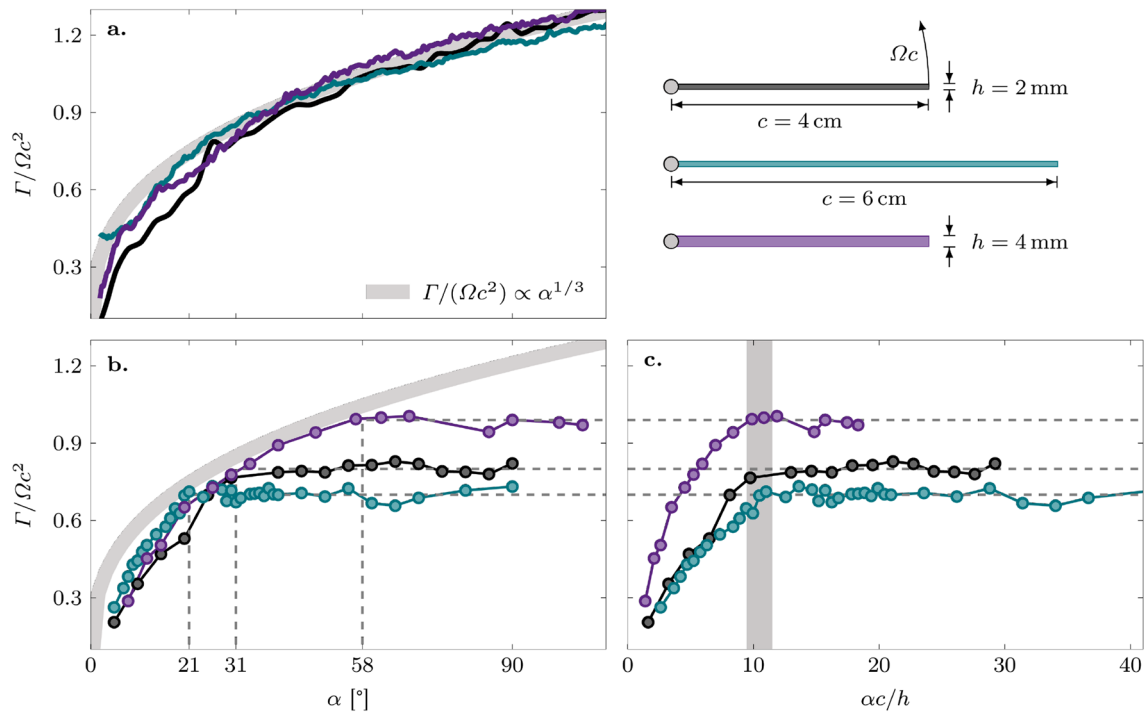 a.
1.2
0.9
0.6
0.3
Γ/Ωc²
Γ/(Ωc²) ∝ α^{1/3}
Ωc
h = 2 mm
c = 4 cm
c = 6 cm
h = 4 mm
b.
1.2
0.9
0.6
0.3
Γ/Ωc²
0 21 31 58 90
α [°]
c.
0 10 20 30 40
αc/h